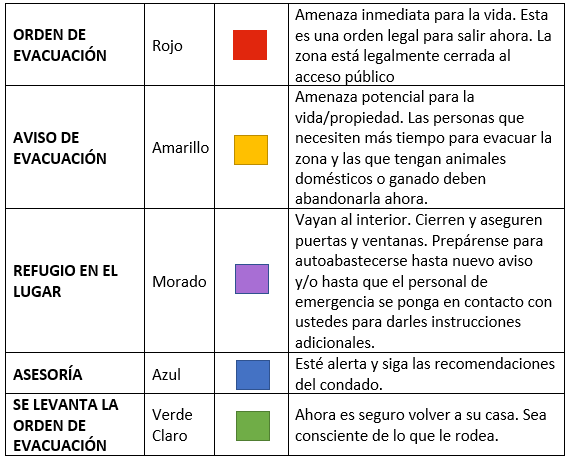 ORDEN DE
EVACUACIÓN
Rojo
Amenaza inmediata para la vida. Esta
es una orden legal para salir ahora. La
zona está legalmente cerrada al
acceso público
AVISO DE
EVACUACIÓN
Amarillo
Amenaza potencial para la
vida/propiedad. Las personas que
necesiten más tiempo para evacuar la
zona y las que tengan animales
domésticos o ganado deben
abandonarla ahora.
REFUGIO EN EL
LUGAR
Morado
Vayan al interior. Cierren y aseguren
puertas y ventanas. Prepárense para
autoabastecerse hasta nuevo aviso
y/o hasta que el personal de
emergencia se ponga en contacto con
ustedes para darles instrucciones
adicionales.
ASESORÍA
Azul
Esté alerta y siga las recomendaciones
del condado.
SE LEVANTA LA
ORDEN DE
EVACUACIÓN
Verde
Claro
Ahora es seguro volver a su casa. Sea
consciente de lo que le rodea.